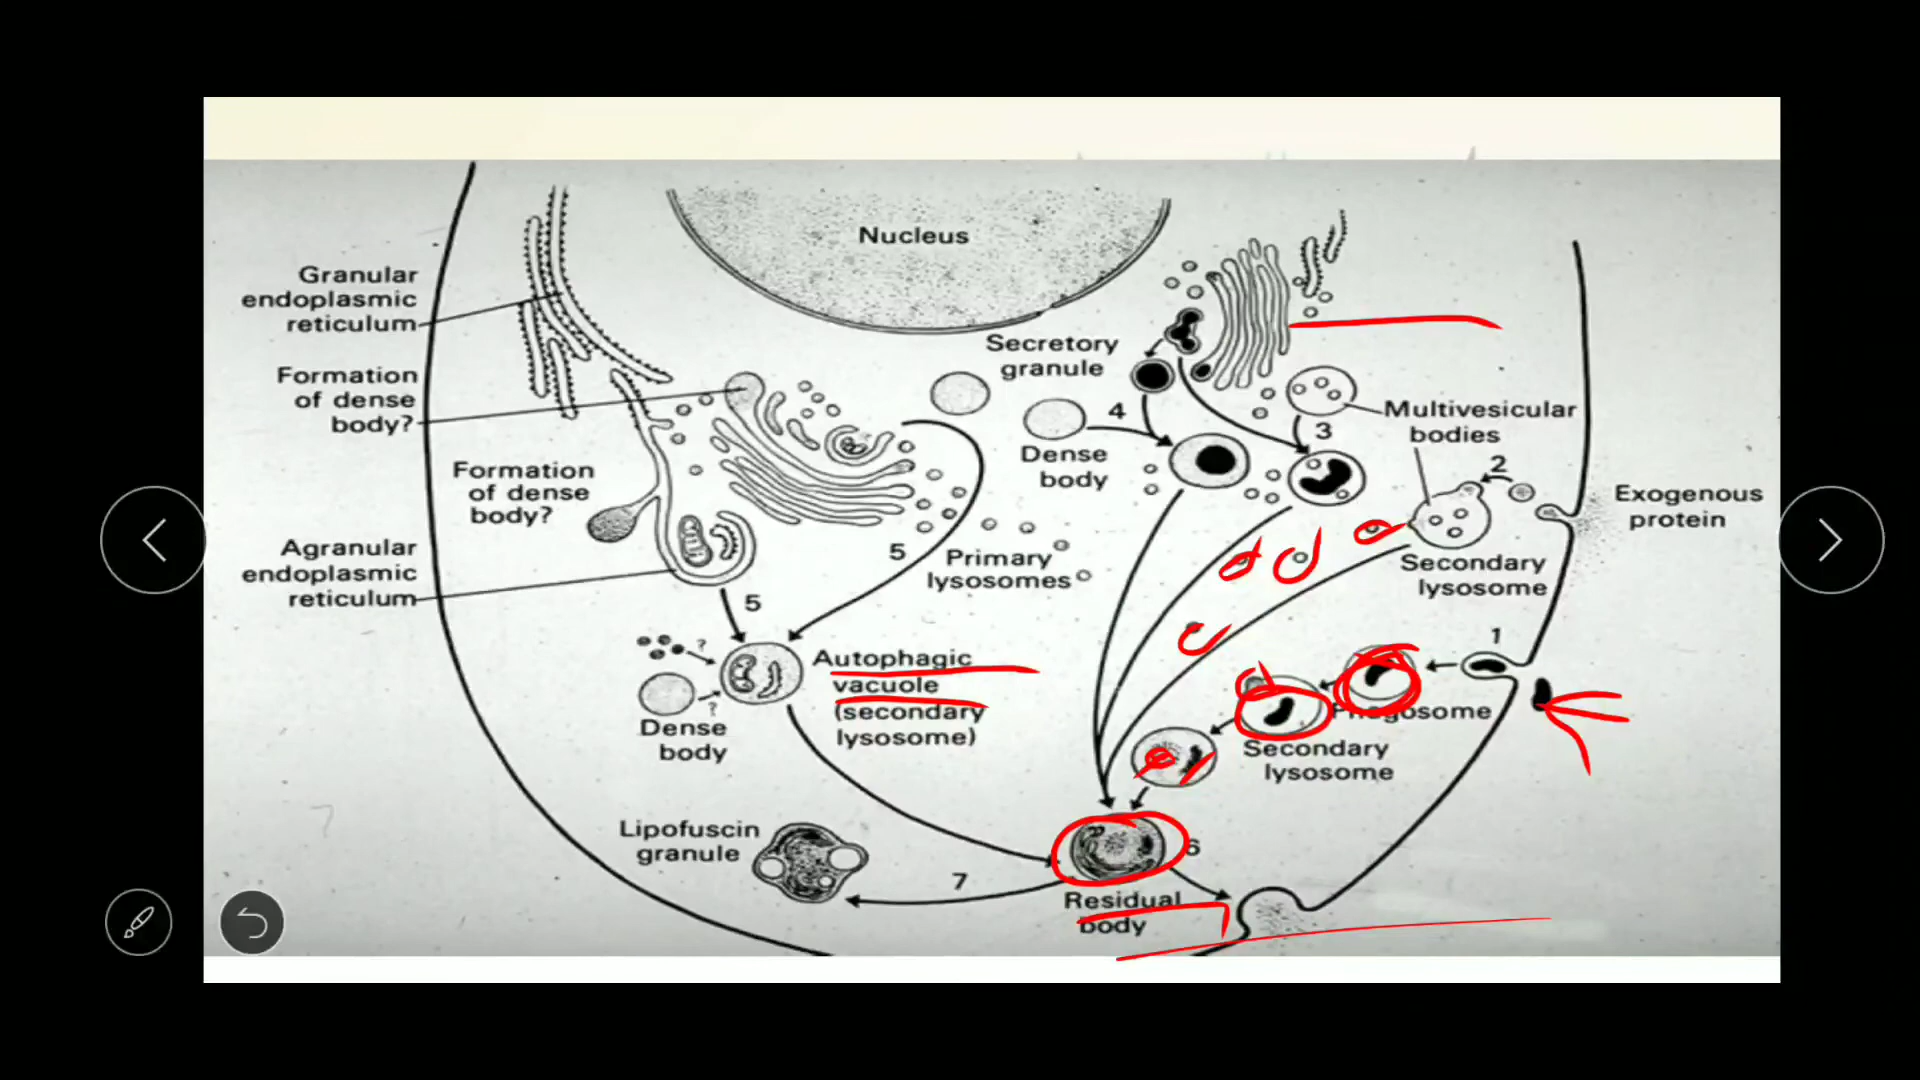 Nucleus
Granular
endoplasmic
reticulum
Formation
of dense
body?
Formation
of dense
body?
Agranular
endoplasmic
reticulum
Secretory
granule
4
Dense
body
3
Multivesicular
bodies
2
Exogenous
protein
Secondary
lysosome
5
Primary
lysosomes
5
?
?
Dense
body
Autophagic
vacuole
(secondary
lysosome)
1
Phagosome
Secondary
lysosome
Lipofuscin
granule
7
6
Residual
body